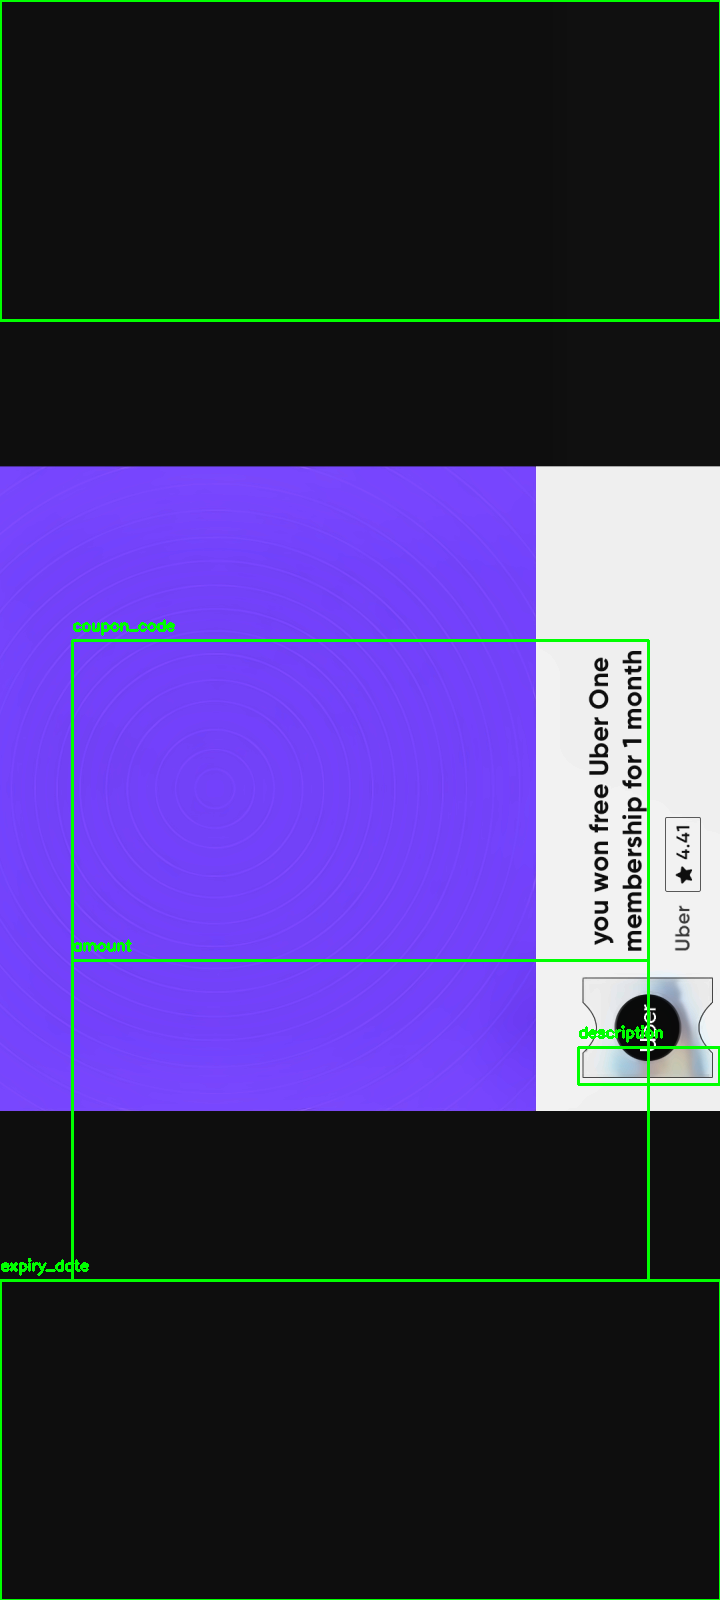 coupon_code
you won free Uber One
membership for 1 month
Uber
★ 4.41
amount
Uber
description
expiry_date